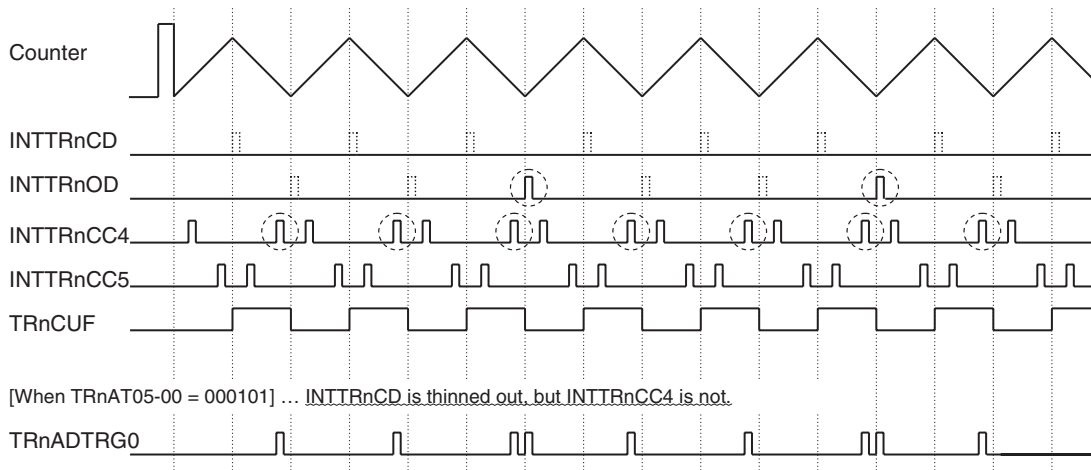 Counter
INTTRnCD
INTTRnOD
INTTRnCC4
INTTRnCC5
TRnCUF
[When TRnAT05-00 = 000101] … INTTRnCD is thinned out, but INTTRnCC4 is not.
TRnADTRG0